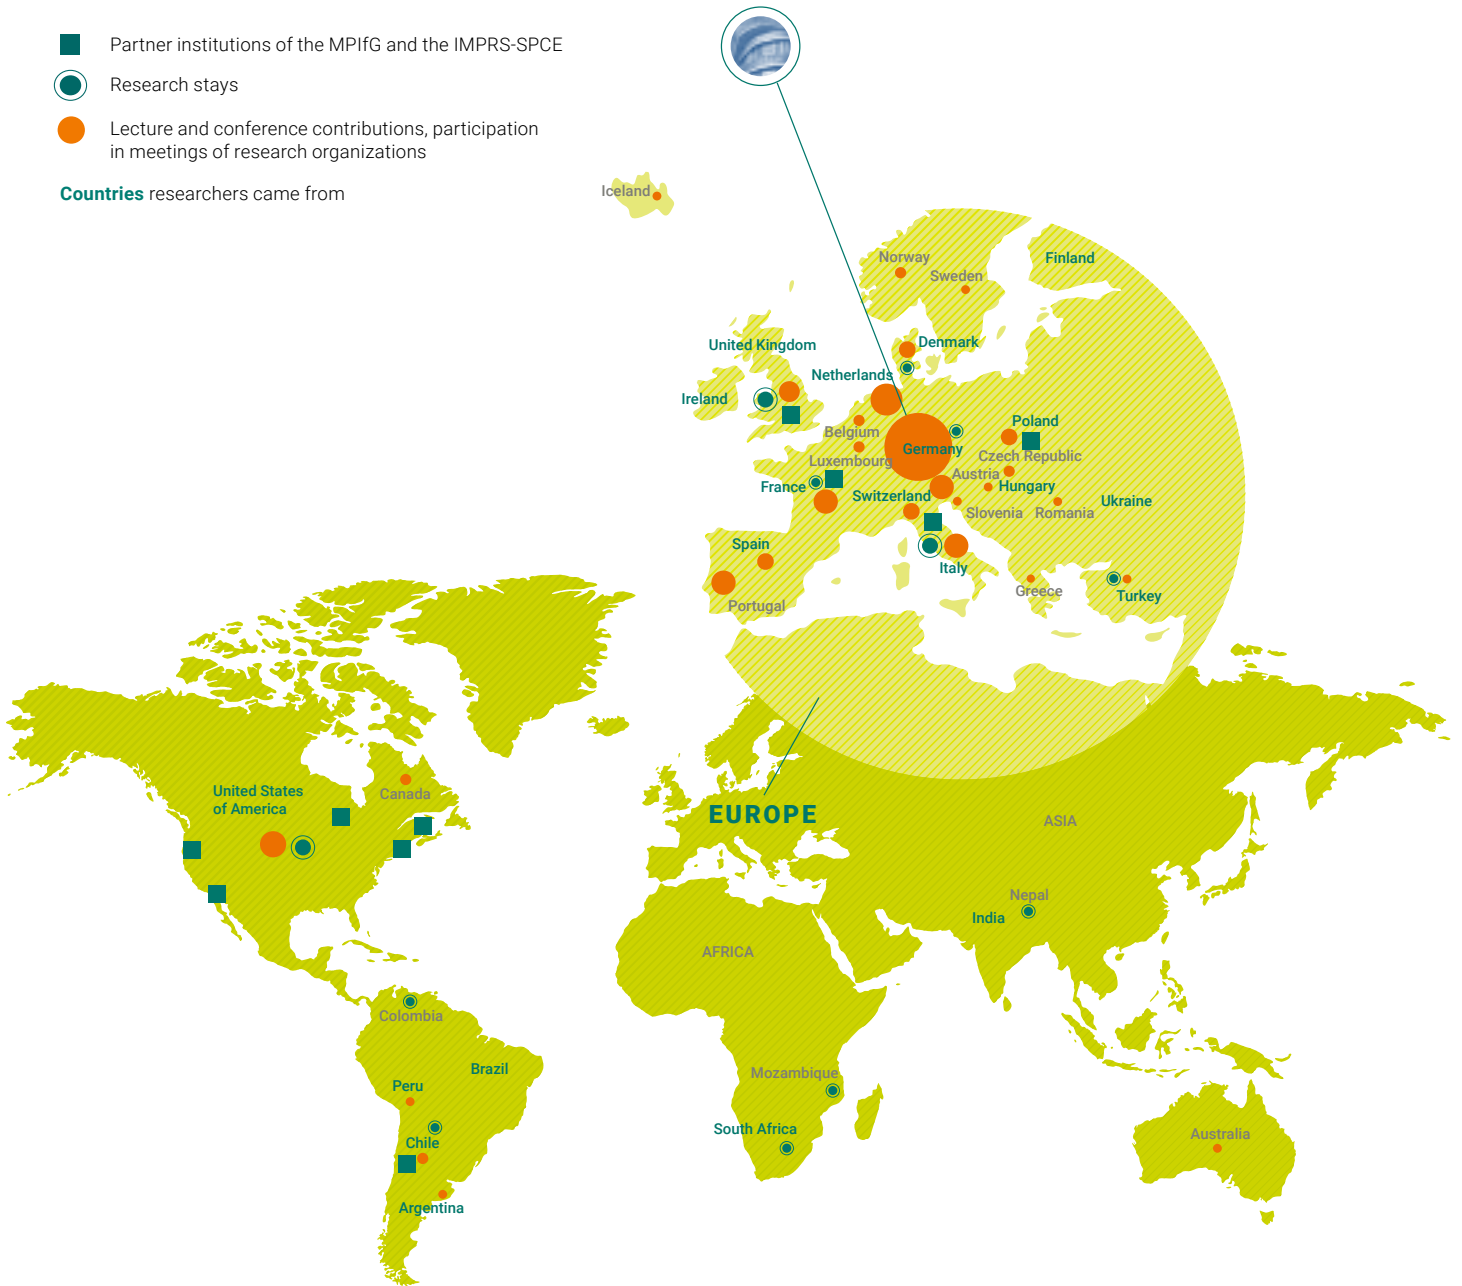 Partner institutions of the MPIfG and the IMPRS-SPCE
Research stays
Lecture and conference contributions, participation
in meetings of research organizations
Countries researchers came from
Iceland
Norway
Sweden
Finland
United Kingdom
Denmark
Netherlands
Ireland
Poland
Belgium
Germany
Czech Republic
Luxembourg
Austria
France
Switzerland
Hungary
Ukraine
Slovenia
Romania
Spain
Italy
Greece
Turkey
Portugal
United States
of America
Canada
EUROPE
ASIA
Nepal
India
AFRICA
Colombia
Brazil
Mozambique
Peru
South Africa
Chile
Australia
Argentina